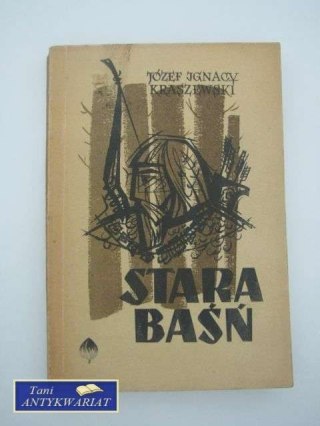 JÓZEF IGNACY
KRASZEWSKI
STARA
BAŚŃ
Tani
ANTYKWARIAT